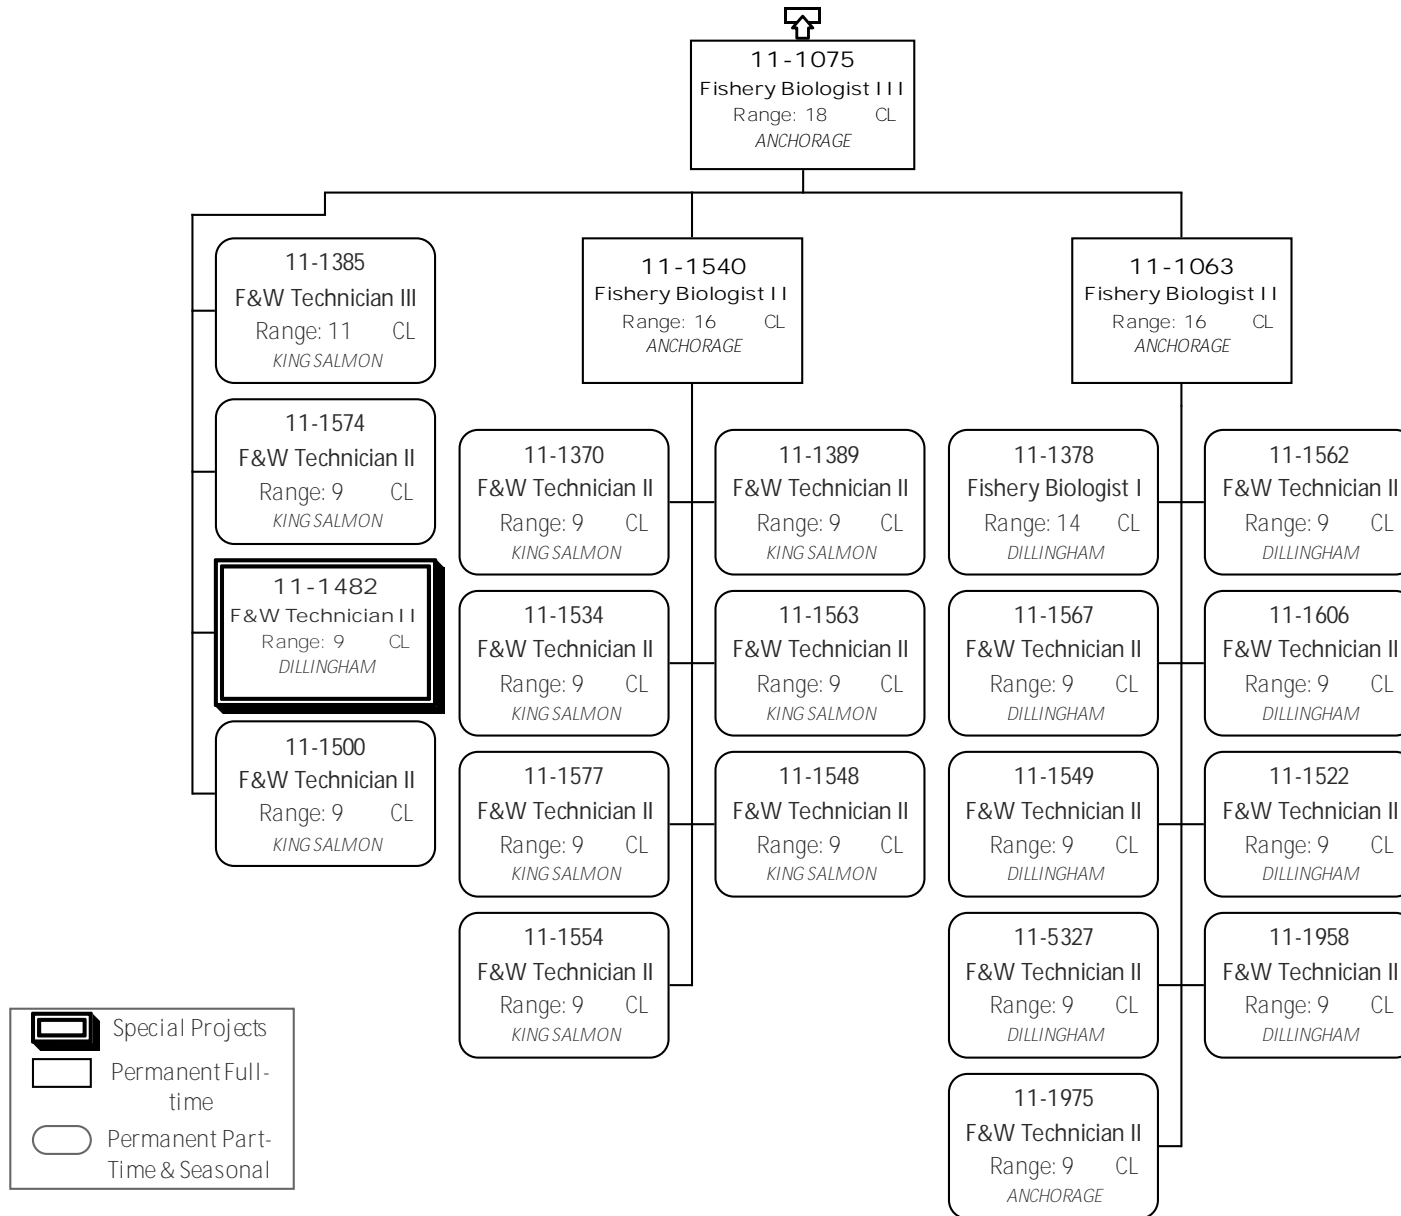 11-1075
Fishery Biologist III
Range: 18 CL
ANCHORAGE
11-1385
F&W Technician III
Range: 11 CL
KING SALMON
11-1574
F&W Technician II
Range: 9 CL
KING SALMON
11-1482
F&W Technician II
Range: 9 CL
DILLINGHAM
11-1500
F&W Technician II
Range: 9 CL
KING SALMON
11-1540
Fishery Biologist II
Range: 16 CL
ANCHORAGE
11-1370
F&W Technician II
Range: 9 CL
KING SALMON
11-1389
F&W Technician II
Range: 9 CL
KING SALMON
11-1534
F&W Technician II
Range: 9 CL
KING SALMON
11-1563
F&W Technician II
Range: 9 CL
KING SALMON
11-1577
F&W Technician II
Range: 9 CL
KING SALMON
11-1548
F&W Technician II
Range: 9 CL
KING SALMON
11-1554
F&W Technician II
Range: 9 CL
KING SALMON
11-1063
Fishery Biologist II
Range: 16 CL
ANCHORAGE
11-1378
Fishery Biologist I
Range: 14 CL
DILLINGHAM
11-1562
F&W Technician II
Range: 9 CL
DILLINGHAM
11-1567
F&W Technician II
Range: 9 CL
DILLINGHAM
11-1606
F&W Technician II
Range: 9 CL
DILLINGHAM
11-1549
F&W Technician II
Range: 9 CL
DILLINGHAM
11-1522
F&W Technician II
Range: 9 CL
DILLINGHAM
11-5327
F&W Technician II
Range: 9 CL
DILLINGHAM
11-1958
F&W Technician II
Range: 9 CL
DILLINGHAM
11-1975
F&W Technician II
Range: 9 CL
ANCHORAGE
Special Projects
Permanent Full-
time
Permanent Part-
Time & Seasonal